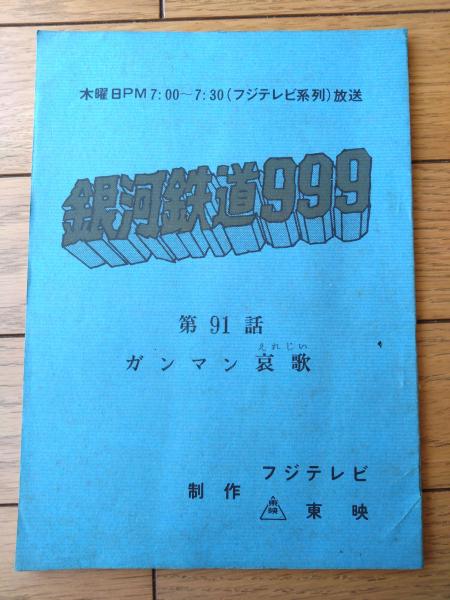 木曜日PM7:00〜7:30(フジテレビ系列)放送
銀河鉄道999
第91話
えれじい
ガンマン哀歌
フジテレビ
制作 東映 東映